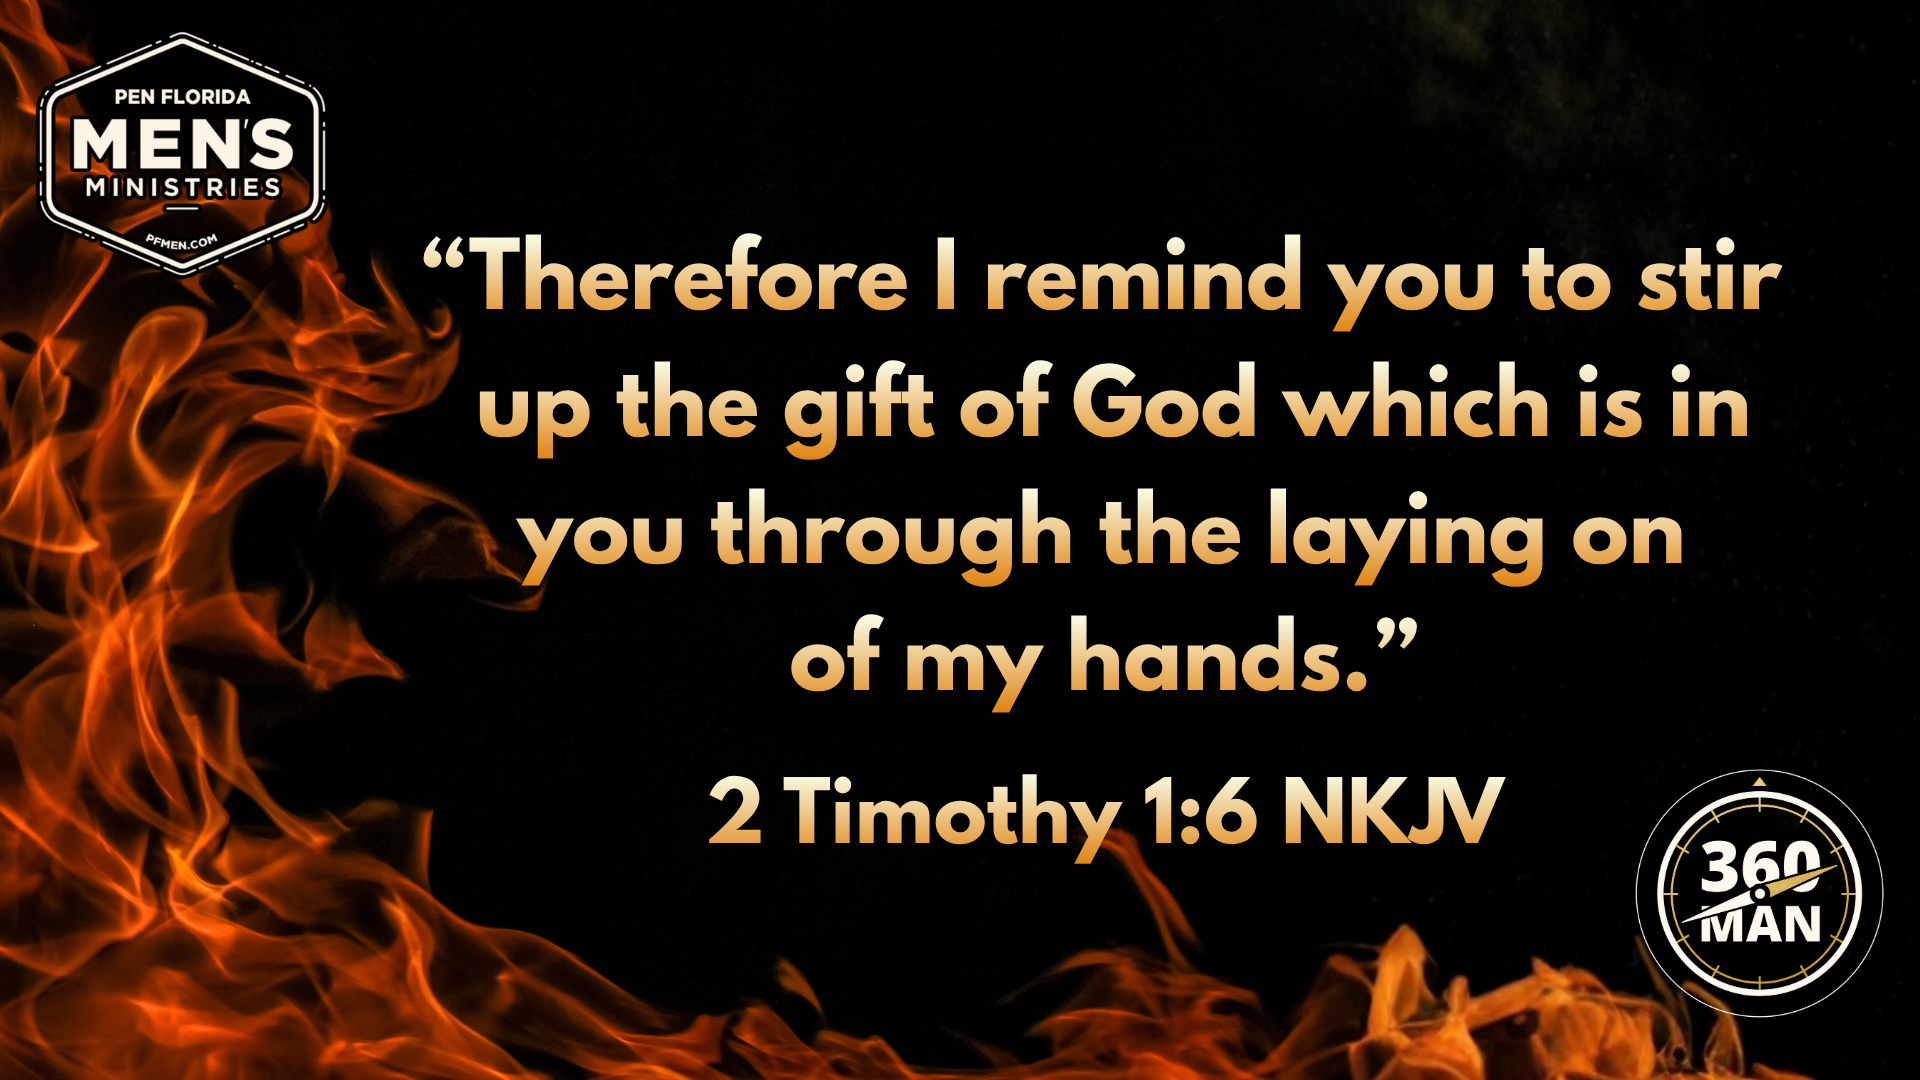 PEN FLORIDA
MEN'S
MINISTRIES
PFMEN.COM
“Therefore I remind you to stir
up the gift of God which is in
you through the laying on
of my hands.”
2 Timothy 1:6 NKJV
360
MAN